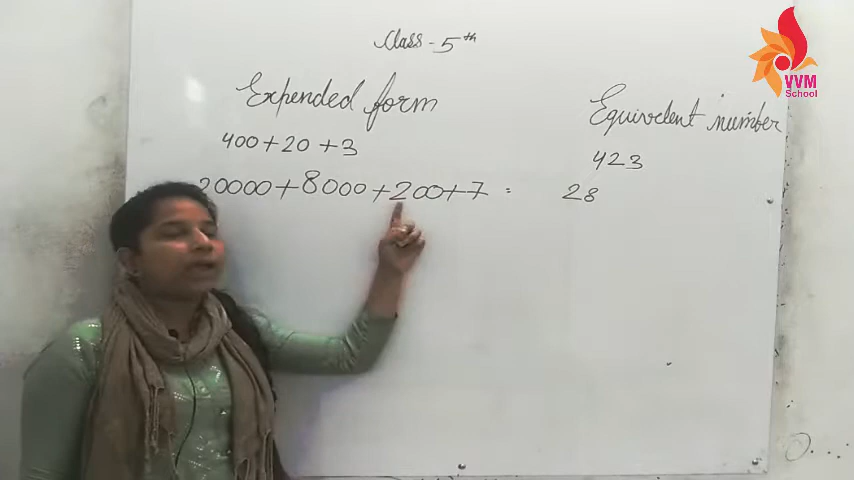 Class - 5th
Expended form
Equivelent number
400+20+3
423
20000+8000+200+7 =
28
VVM
School